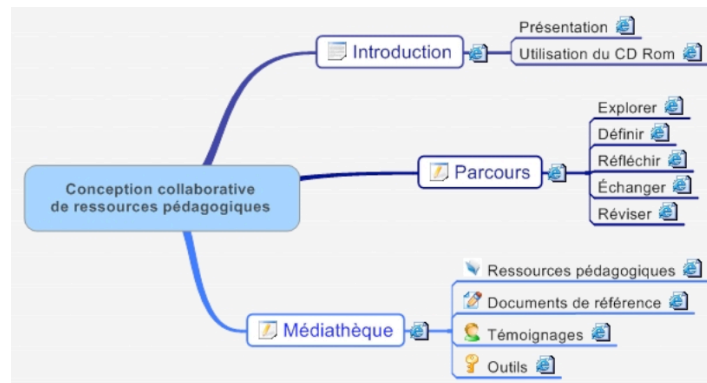 Conception collaborative
de ressources pédagogiques
Introduction
Présentation
Utilisation du CD Rom
Parcours
Explorer
Définir
Réfléchir
Échanger
Réviser
Médiathèque
Ressources pédagogiques
Documents de référence
Témoignages
Outils